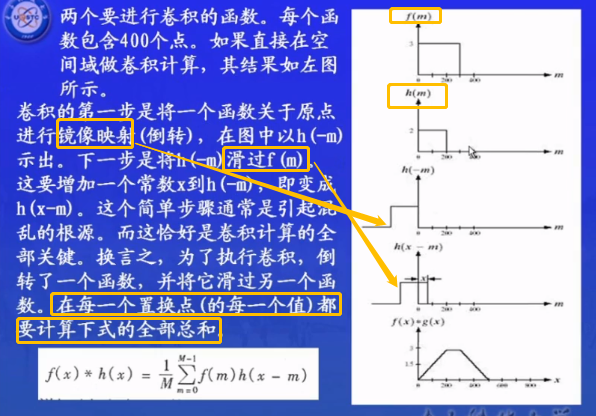 两个要进行卷积的函数。每个函
数包含400个点。如果直接在空
间域做卷积计算，其结果如左图
所示。
卷积的第一步是将一个函数关于原点
进行镜像映射(倒转)，在图中以h(-m)
示出。下一步是将h(-m)滑过f(m)，
这要增加一个常数x到h(-m)，即变成
h(x-m)。这个简单步骤通常是引起混
乱的根源。而这恰好是卷积计算的全
部关键。换言之，为了执行卷积，倒
转了一个函数，并将它滑过另一个函
数。在每一个置换点(的每一个值)都
要计算下式的全部总和。
f(x) * h(x) = 1/M M-1 ∑ m=0 f(m)h(x - m)
f(m)
3
0 200 400 m
h(m)
2
0 200 400 m
h(-m)
0 200 400 m
h(x - m)
x
0 200 400 m
f(x)*g(x)
3
1.5
0 200 400 x